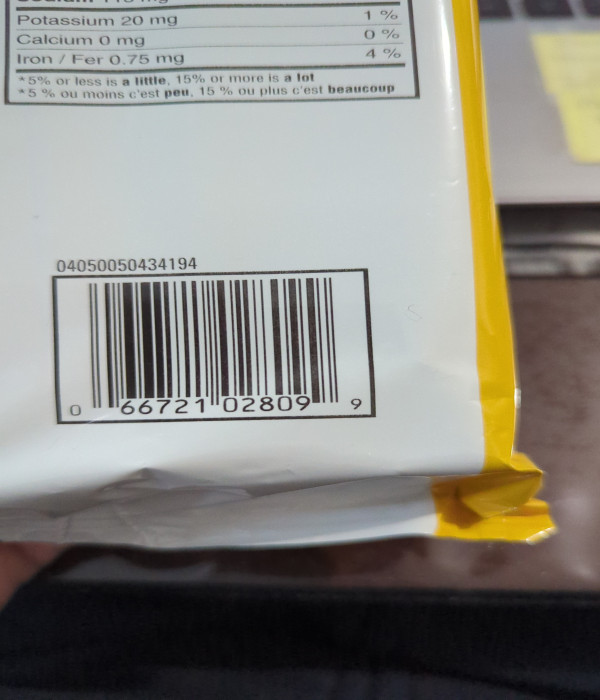 Potassium 20 mg 1 %
Calcium 0 mg 0 %
Iron / Fer 0.75 mg 4 %
*5% or less is a little, 15% or more is a lot
*5 % ou moins c'est peu, 15 % ou plus c'est beaucoup
04050050434194
0 66721 02809 9